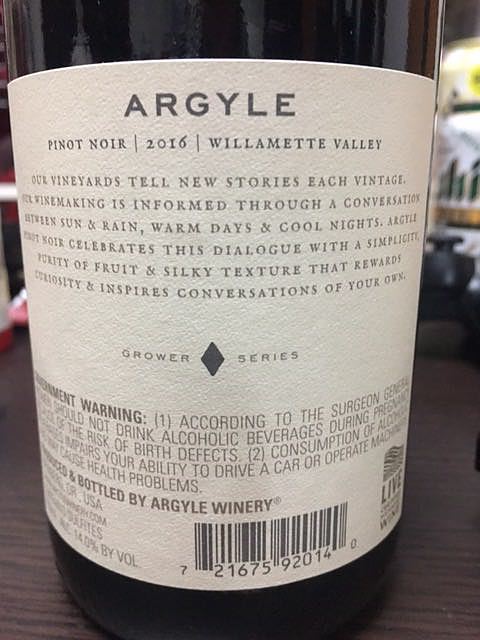 ARGYLE
PINOT NOIR | 2016 | WILLAMETTE VALLEY
OUR VINEYARDS TELL NEW STORIES EACH VINTAGE.
OUR WINEMAKING IS INFORMED THROUGH A CONVERSATION
BETWEEN SUN & RAIN, WARM DAYS & COOL NIGHTS. ARGYLE
PINOT NOIR CELEBRATES THIS DIALOGUE WITH A SIMPLICITY,
PURITY OF FRUIT & SILKY TEXTURE THAT REWARDS
CURIOSITY & INSPIRES CONVERSATIONS OF YOUR OWN.
GROWER SERIES
WARNING: (1) ACCORDING TO THE SURGEON GENERAL
SHOULD NOT DRINK ALCOHOLIC BEVERAGES DURING
OF THE RISK OF BIRTH DEFECTS. (2) CONSUMPTION OF
IMPAIRS YOUR ABILITY TO DRIVE A CAR OR OPERATE
CAUSE HEALTH PROBLEMS.
& BOTTLED BY ARGYLE WINERY®
OR USA
SULFITES
14.0% BY VOL.
LIVE
WINE
7 21675 92014 0